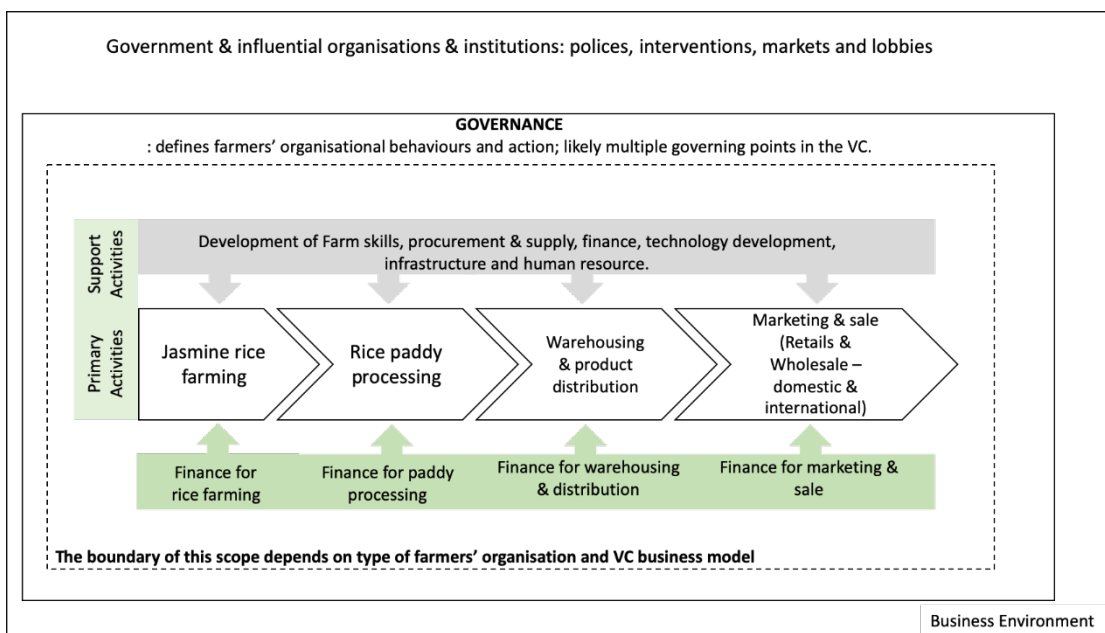 Government & influential organisations & institutions: polices, interventions, markets and lobbies
GOVERNANCE
: defines farmers' organisational behaviours and action; likely multiple governing points in the VC.
Support
Activities
Development of Farm skills, procurement & supply, finance, technology development,
infrastructure and human resource.
Primary
Activities
Jasmine rice
farming
Rice paddy
processing
Warehousing
& product
distribution
Marketing & sale
(Retails &
Wholesale –
domestic &
international)
Finance for
rice farming
Finance for paddy
processing
Finance for warehousing
& distribution
Finance for marketing &
sale
The boundary of this scope depends on type of farmers' organisation and VC business model
Business Environment